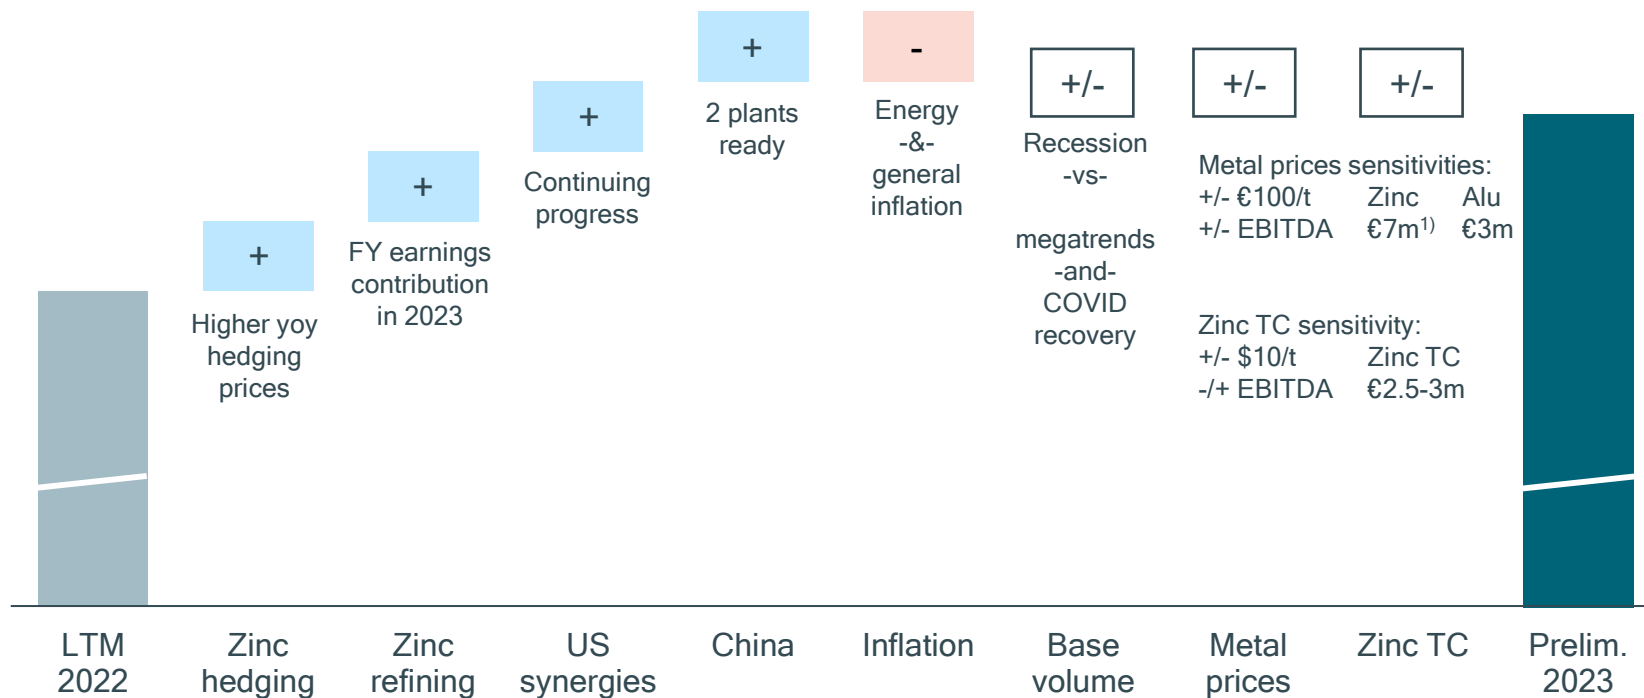 +
Higher yoy
hedging
prices
+
FY earnings
contribution
in 2023
+
Continuing
progress
+
2 plants
ready
-
Energy
-&-
general
inflation
+/-
Recession
-vs-
megatrends
-and-
COVID
recovery
+/-
+/-
Metal prices sensitivities:
+/- €100/t Zinc Alu
+/- EBITDA €7m1) €3m
Zinc TC sensitivity:
+/- $10/t Zinc TC
-/+ EBITDA €2.5-3m
LTM
2022
Zinc
hedging
Zinc
refining
US
synergies
China
Inflation
Base
volume
Metal
prices
Zinc TC
Prelim.
2023